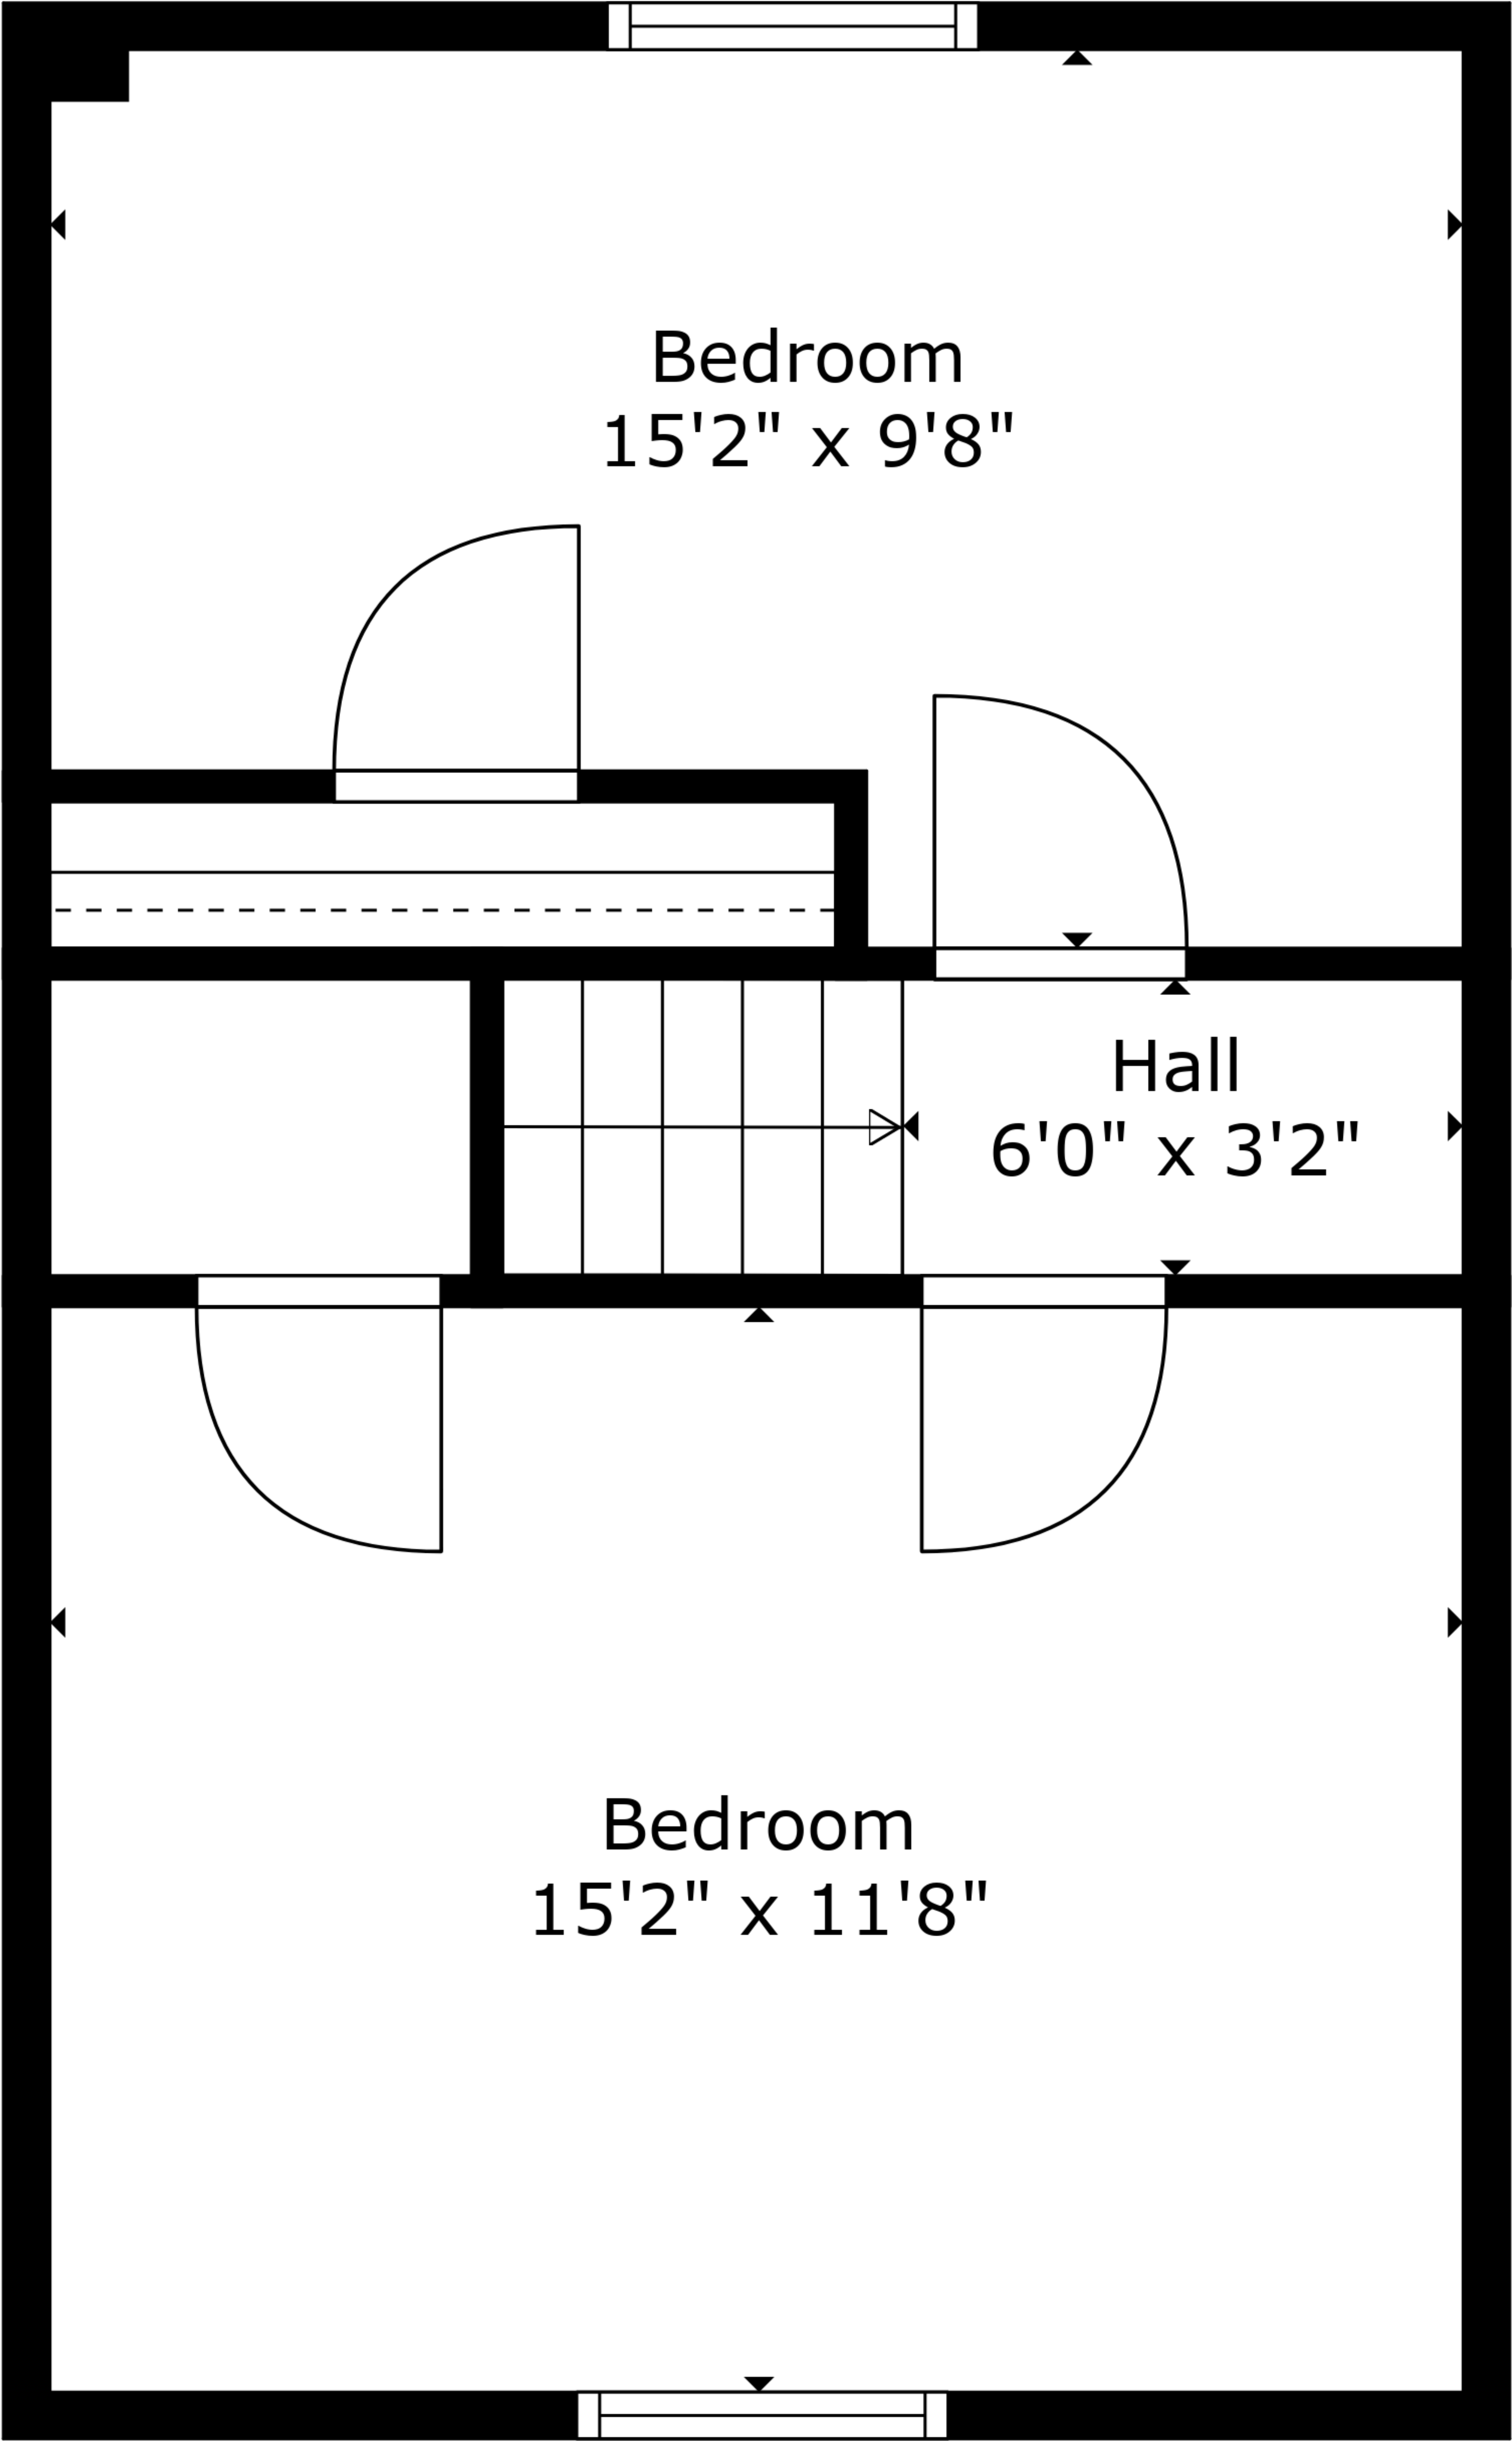 Bedroom
15'2" x 9'8"
Hall
6'0" x 3'2"
Bedroom
15'2" x 11'8"